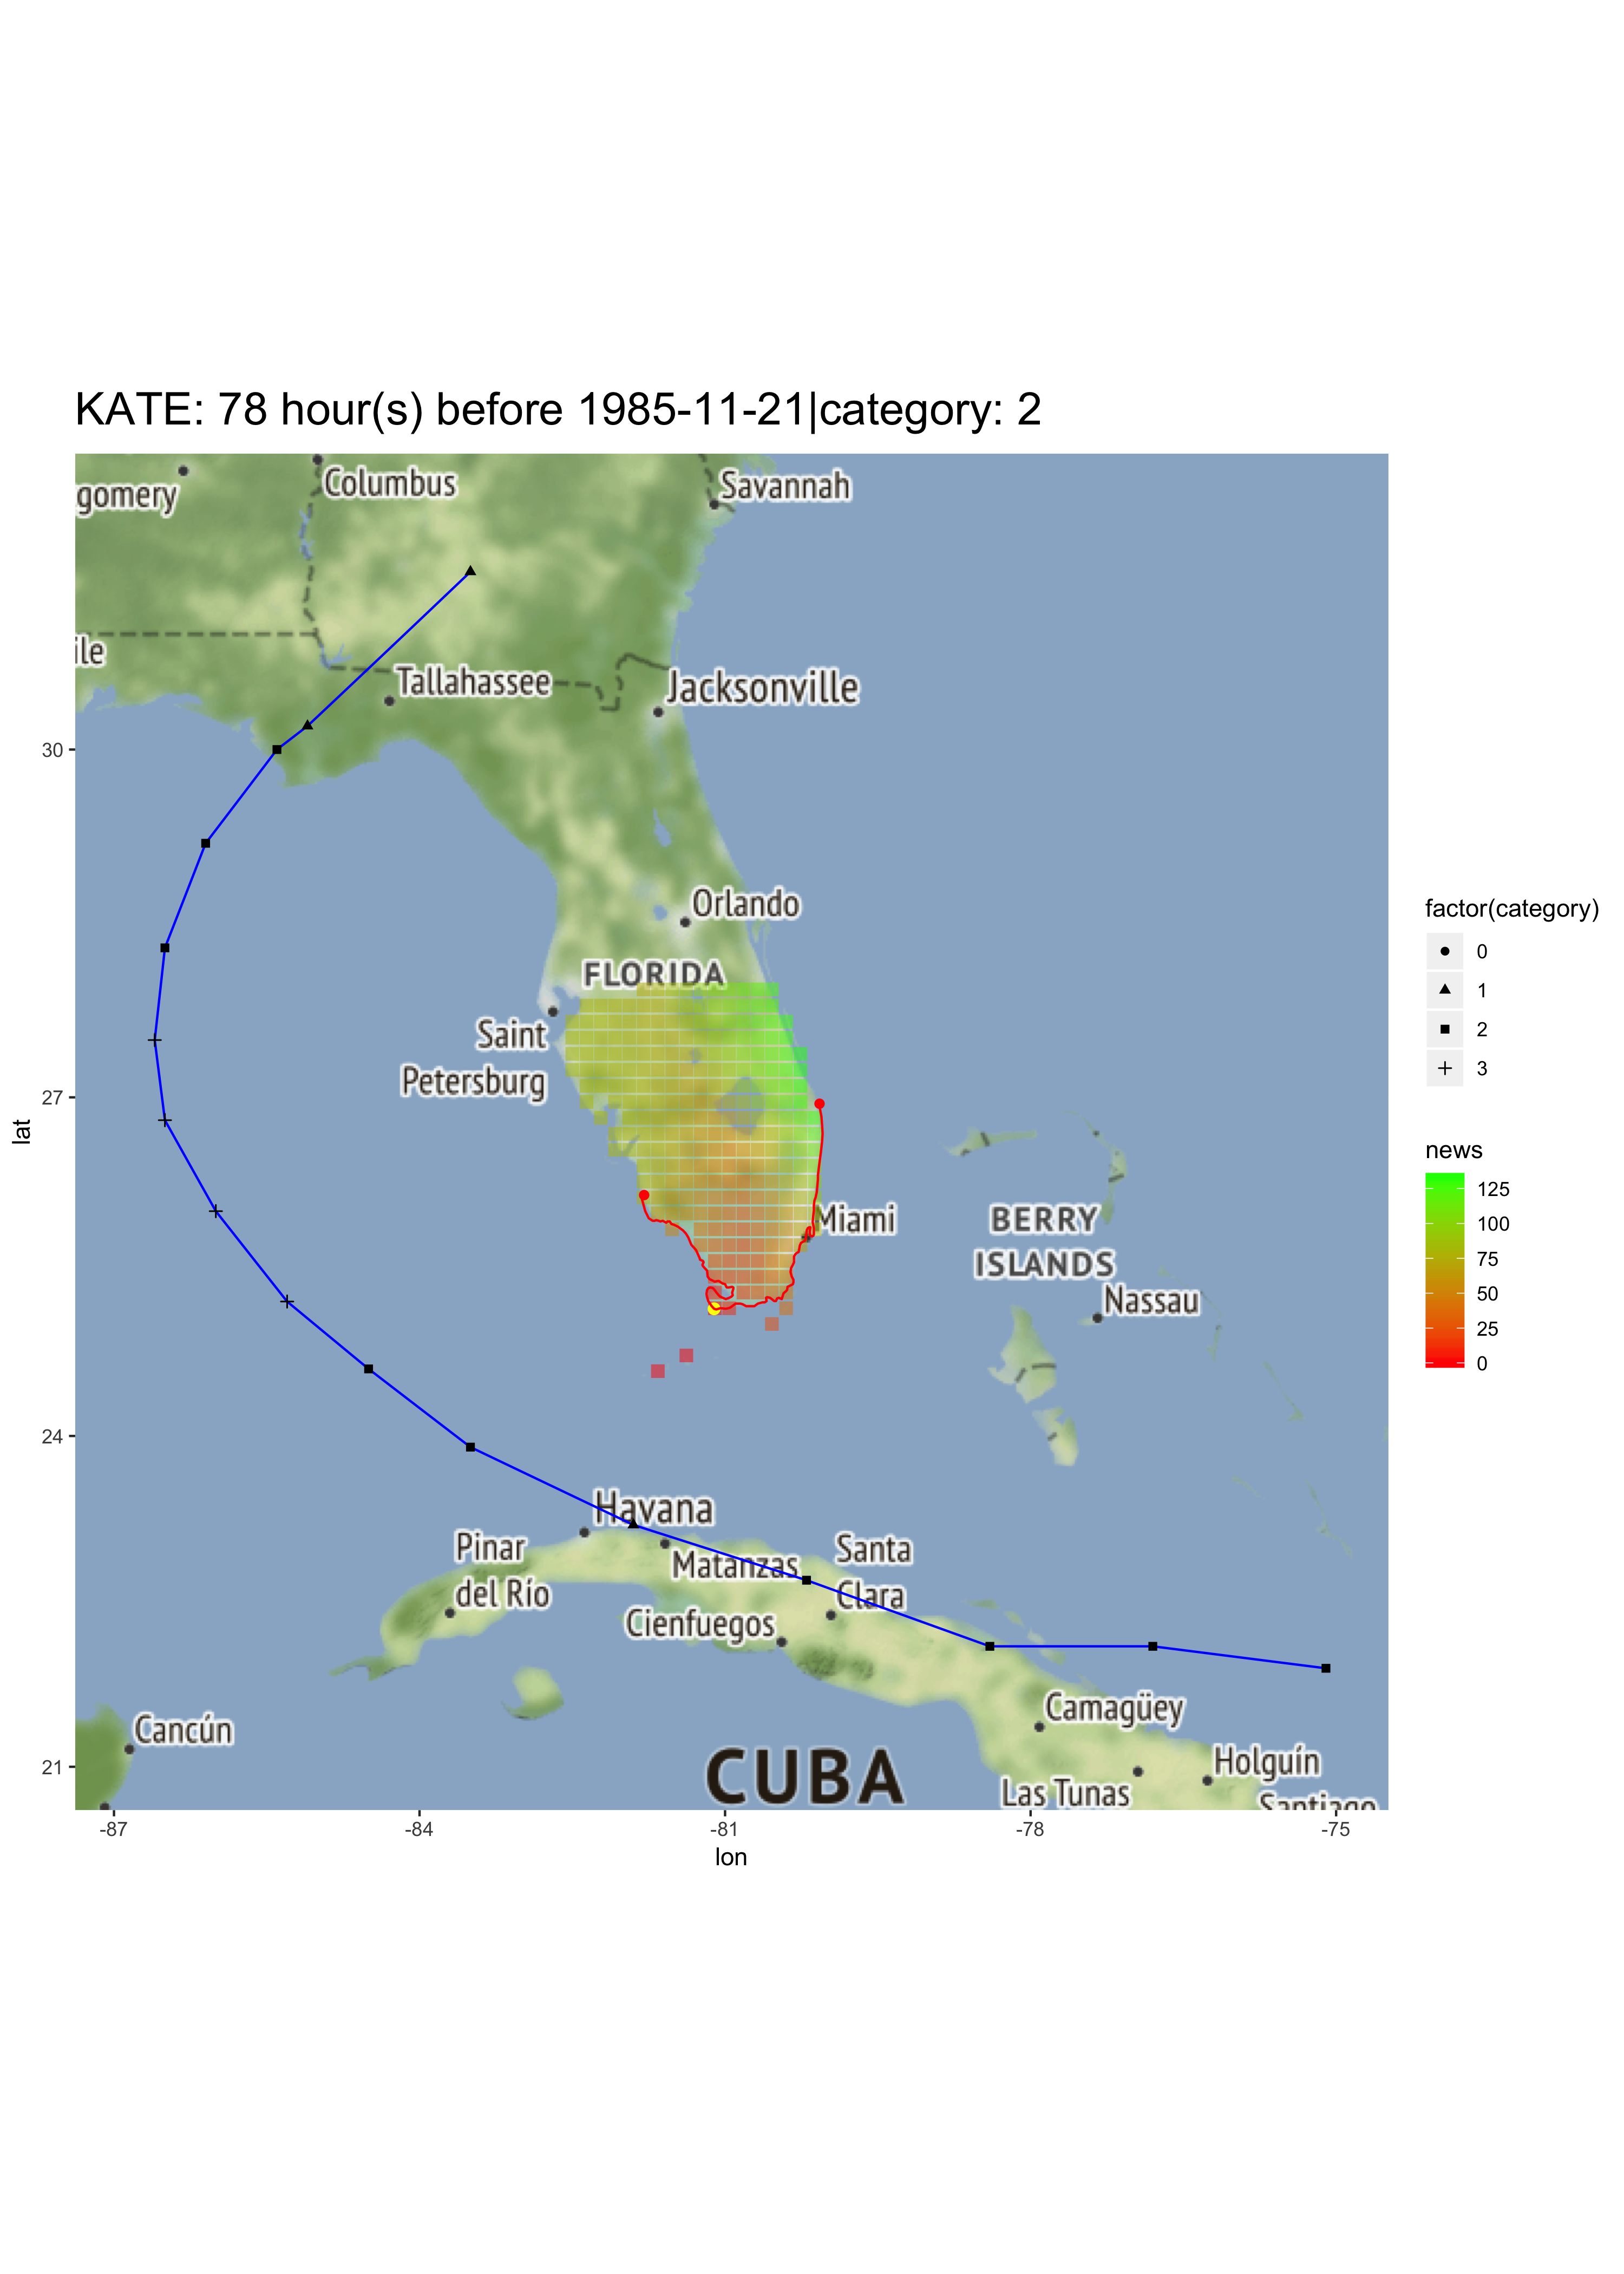 KATE: 78 hour(s) before 1985-11-21|category: 2
gomery
Columbus
Savannah
ile
Tallahassee
Jacksonville
Orlando
FLORIDA
Saint
Petersburg
Miami
BERRY
ISLANDS
Nassau
Havana
Pinar
del Río
Matanzas
Santa
Clara
Cienfuegos
Camagüey
Cancún
CUBA
Holguín
Las Tunas
Santiago
30
27
24
21
lat
-87
-84
-81
-78
-75
lon
factor(category)
0
1
2
3
news
125
100
75
50
25
0